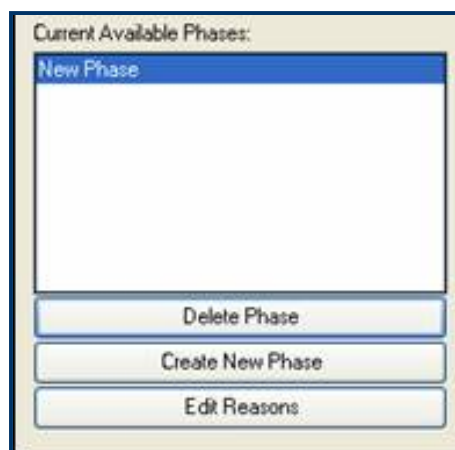 Current Available Phases:
New Phase
Delete Phase
Create New Phase
Edit Reasons